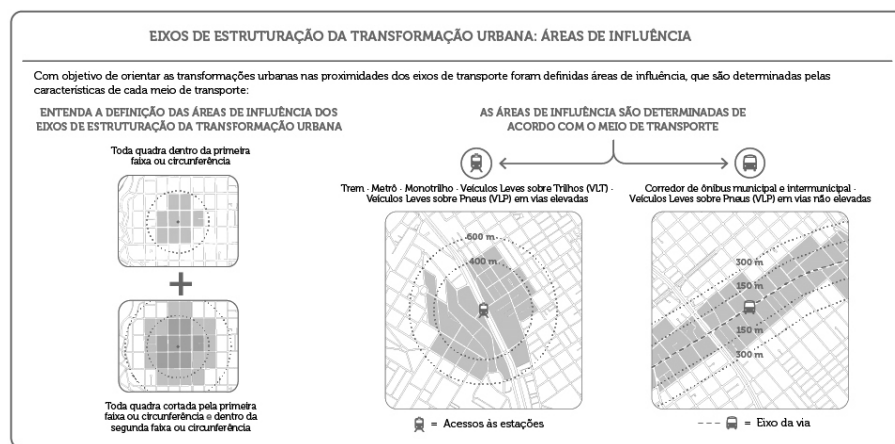 EIXOS DE ESTRUTURAÇÃO DA TRANSFORMAÇÃO URBANA: ÁREAS DE INFLUÊNCIA
Com objetivo de orientar as transformações urbanas nas proximidades dos eixos de transporte foram definidas áreas de influência, que são determinadas pelas
características de cada meio de transporte:
ENTENDA A DEFINIÇÃO DAS ÁREAS DE INFLUÊNCIA DOS
EIXOS DE ESTRUTURAÇÃO DA TRANSFORMAÇÃO URBANA
Toda quadra dentro da primeira
faixa ou circunferência
+
Toda quadra cortada pela primeira
faixa ou circunferência e dentro da
segunda faixa ou circunferência
AS ÁREAS DE INFLUÊNCIA SÃO DETERMINADAS DE
ACORDO COM O MEIO DE TRANSPORTE
Trem · Metrô · Monotrilho · Veículos Leves sobre Trilhos (VLT) ·
Veículos Leves sobre Pneus (VLP) em vias elevadas
600 m
400 m
= Acessos às estações
Corredor de ônibus municipal e intermunicipal ·
Veículos Leves sobre Pneus (VLP) em vias não elevadas
300 m
150 m
150 m
300 m
= Eixo da via